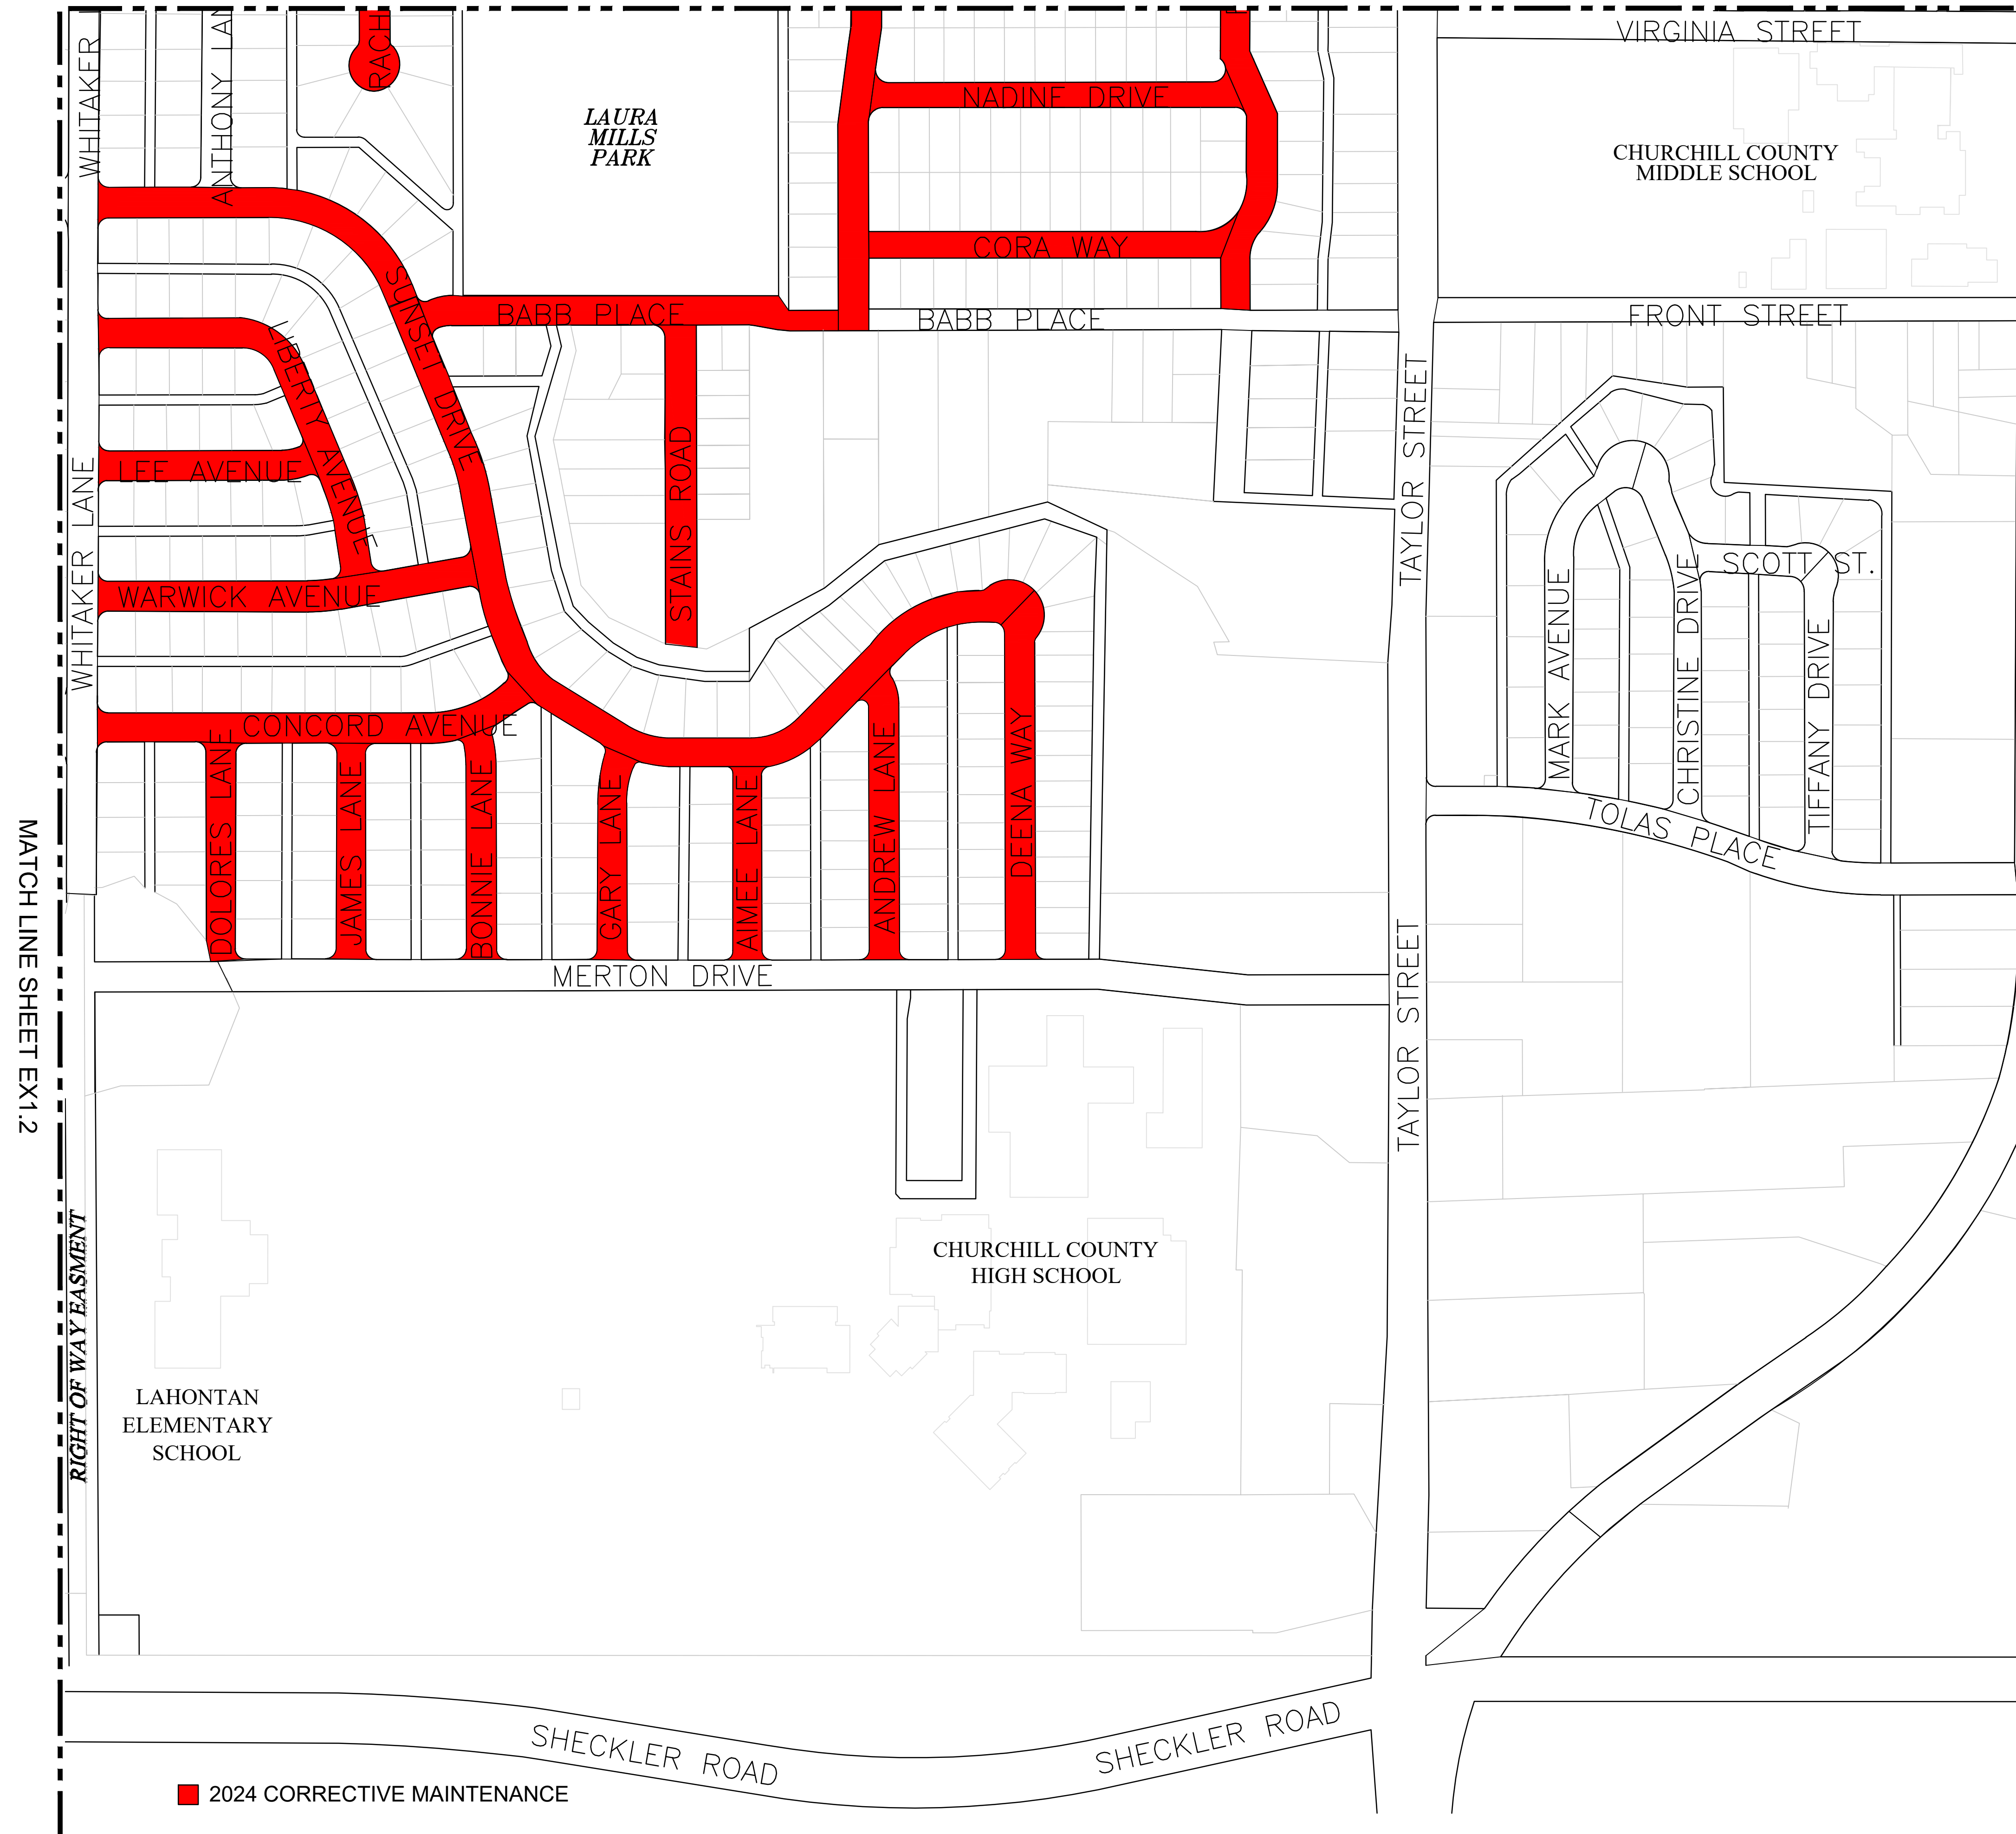 VIRGINIA STREET
WHITAKER
ANTHONY LAN
RACH
NADINE DRIVE
LAURA
MILLS
PARK
CHURCHILL COUNTY
MIDDLE SCHOOL
CORA WAY
SUNSET DRIVE
BABB PLACE
BABB PLACE
FRONT STREET
LIBERTY AVENUE
TAYLOR STREET
LEE AVENUE
STAINS ROAD
WHITAKER LANE
SCOTT ST.
WARWICK AVENUE
MARK AVENUE
CHRISTINE DRIVE
TIFFANY DRIVE
CONCORD AVENUE
DOLORES LANE
JAMES LANE
BONNIE LANE
GARY LANE
AIMEE LANE
ANDREW LANE
DEENA WAY
TOLAS PLACE
MATCH LINE SHEET EX1.2
MERTON DRIVE
TAYLOR STREET
RIGHT OF WAY EASMENT
CHURCHILL COUNTY
HIGH SCHOOL
LAHONTAN
ELEMENTARY
SCHOOL
SHECKLER ROAD
SHECKLER ROAD
2024 CORRECTIVE MAINTENANCE